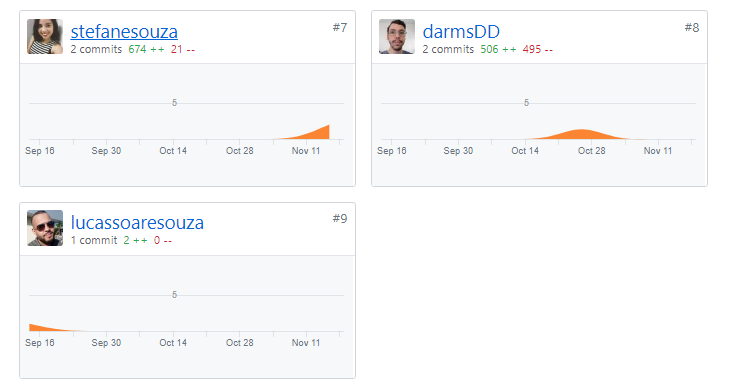 stefanesouza #7
2 commits 674 ++ 21 --
5
Sep 16 Sep 30 Oct 14 Oct 28 Nov 11
darmsDD #8
2 commits 506 ++ 495 --
5
Sep 16 Sep 30 Oct 14 Oct 28 Nov 11
lucassoaresouza #9
1 commit 2 ++ 0 --
5
Sep 16 Sep 30 Oct 14 Oct 28 Nov 11